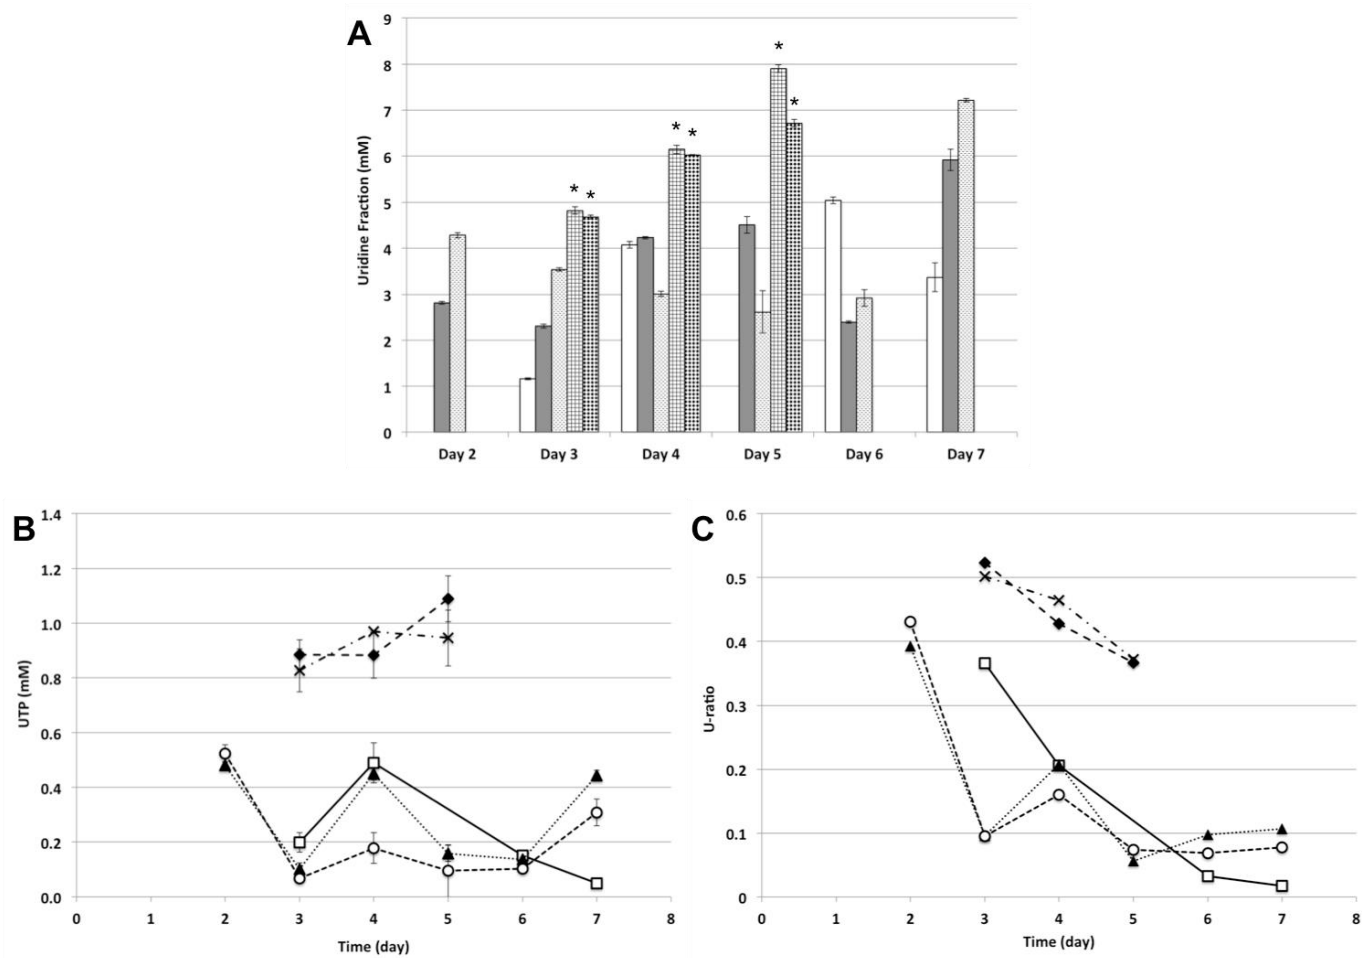 A
Uridine Fraction (mM)
9
8
7
6
5
4
3
2
1
0
*
*
*
*
*
*
Day 2 Day 3 Day 4 Day 5 Day 6 Day 7
B
UTP (mM)
1.4
1.2
1.0
0.8
0.6
0.4
0.2
0.0
0 1 2 3 4 5 6 7 8
Time (day)
C
U-ratio
0.6
0.5
0.4
0.3
0.2
0.1
0
0 1 2 3 4 5 6 7 8
Time (day)